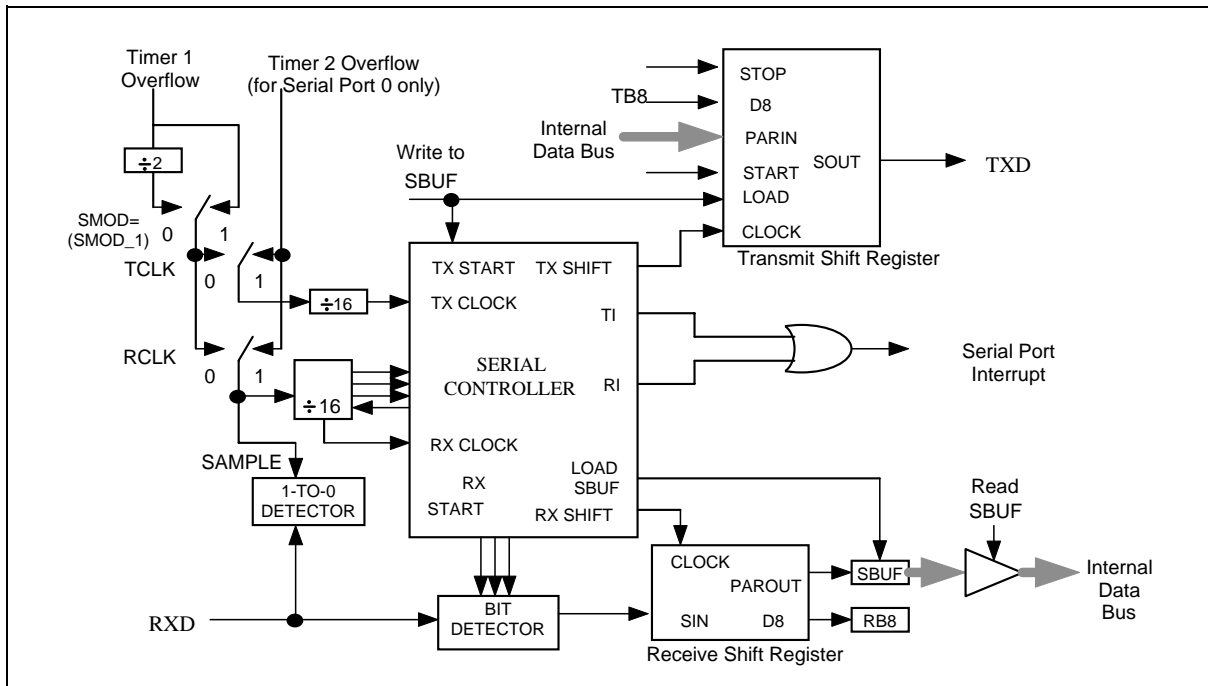 Timer 1
Overflow
Timer 2 Overflow
(for Serial Port 0 only)
÷2
SMOD=
(SMOD_1)
0
1
TCLK
0
1
÷16
RCLK
0
1
÷16
SAMPLE
1-TO-0
DETECTOR
RXD
Write to
SBUF
TX START
TX SHIFT
TX CLOCK
TI
SERIAL
CONTROLLER
RI
RX CLOCK
LOAD
SBUF
RX
START
RX SHIFT
BIT
DETECTOR
TB8
Internal
Data Bus
STOP
D8
PARIN
SOUT
START
LOAD
CLOCK
Transmit Shift Register
TXD
Serial Port
Interrupt
CLOCK
PAROUT
SIN
D8
Receive Shift Register
SBUF
RB8
Read
SBUF
Internal
Data
Bus